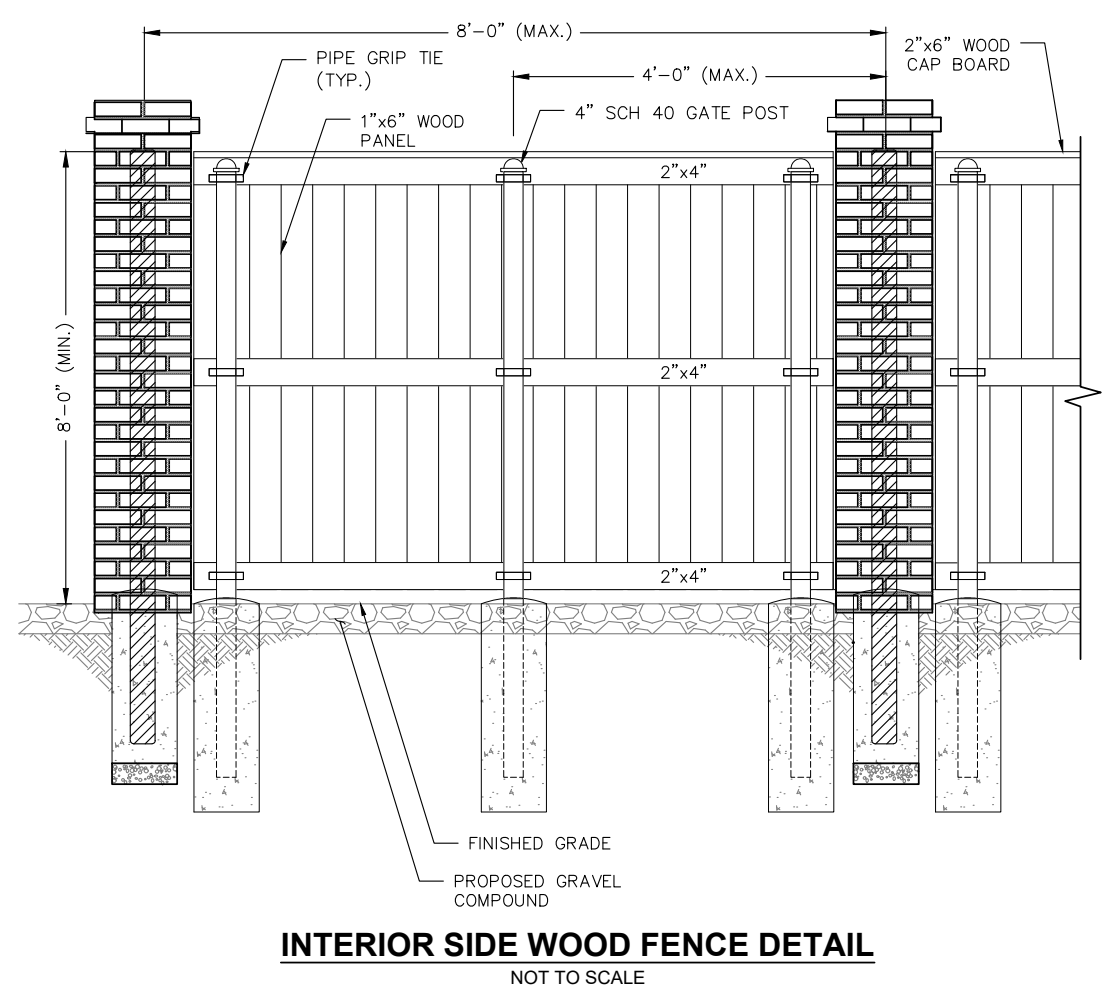 8'-0" (MAX.)
PIPE GRIP TIE
(TYP.)
4'-0" (MAX.)
2"x6" WOOD
CAP BOARD
1"x6" WOOD
PANEL
4" SCH 40 GATE POST
2"x4"
8'-0" (MIN.)
2"x4"
2"x4"
FINISHED GRADE
PROPOSED GRAVEL
COMPOUND
INTERIOR SIDE WOOD FENCE DETAIL
NOT TO SCALE